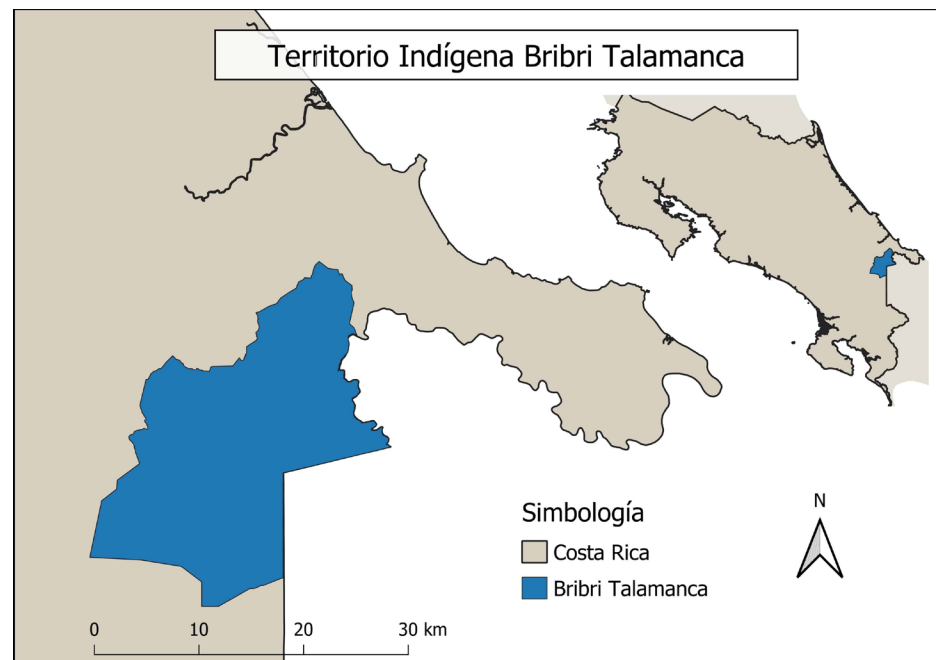 Territorio Indígena Bribri Talamanca
Simbología
Costa Rica
Bribri Talamanca
N
0 10 20 30 km